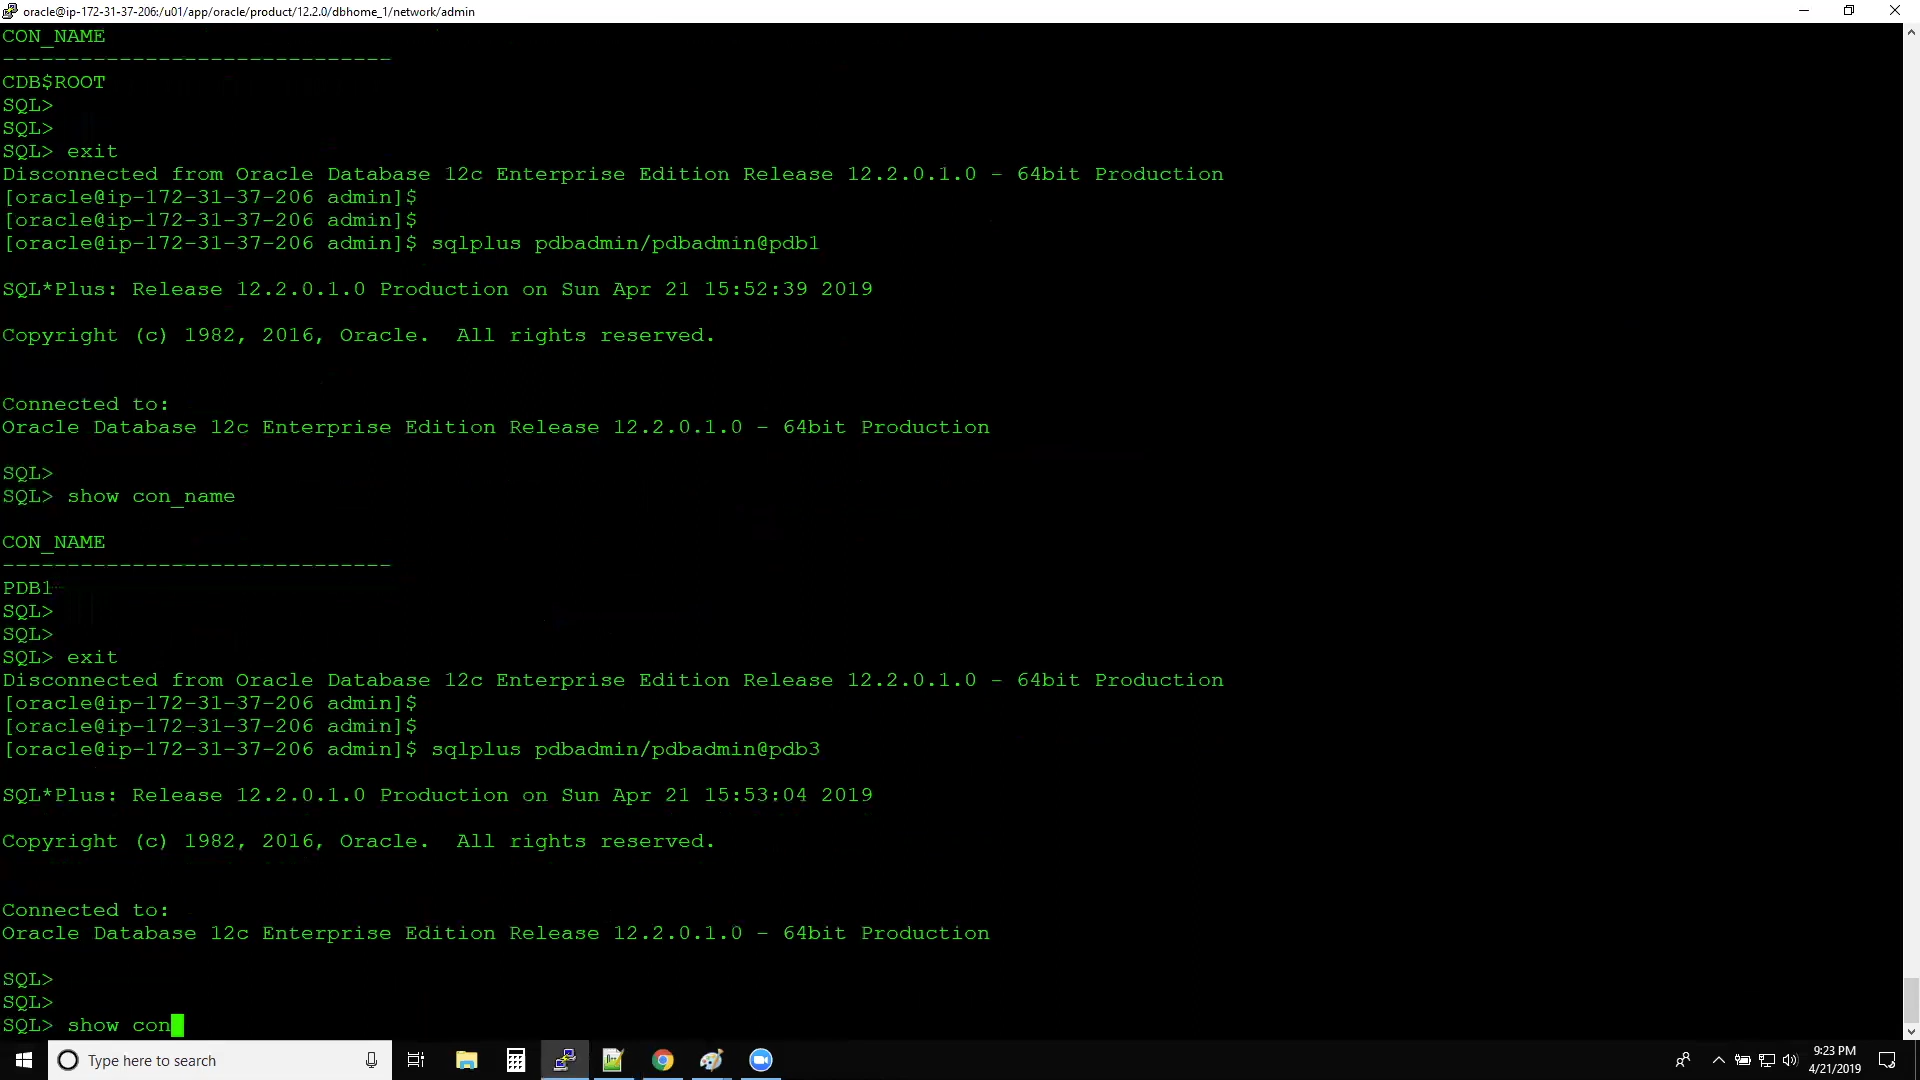 oracle@ip-172-31-37-206:/u01/app/oracle/product/12.2.0/dbhome_1/network/admin
CON_NAME
------------------------------
CDB$ROOT
SQL>
SQL>
SQL> exit
Disconnected from Oracle Database 12c Enterprise Edition Release 12.2.0.1.0 - 64bit Production
[oracle@ip-172-31-37-206 admin]$
[oracle@ip-172-31-37-206 admin]$
[oracle@ip-172-31-37-206 admin]$ sqlplus pdbadmin/pdbadmin@pdb1
SQL*Plus: Release 12.2.0.1.0 Production on Sun Apr 21 15:52:39 2019
Copyright (c) 1982, 2016, Oracle.  All rights reserved.
Connected to:
Oracle Database 12c Enterprise Edition Release 12.2.0.1.0 - 64bit Production
SQL>
SQL> show con_name
CON_NAME
------------------------------
PDB1
SQL>
SQL>
SQL> exit
Disconnected from Oracle Database 12c Enterprise Edition Release 12.2.0.1.0 - 64bit Production
[oracle@ip-172-31-37-206 admin]$
[oracle@ip-172-31-37-206 admin]$
[oracle@ip-172-31-37-206 admin]$ sqlplus pdbadmin/pdbadmin@pdb3
SQL*Plus: Release 12.2.0.1.0 Production on Sun Apr 21 15:53:04 2019
Copyright (c) 1982, 2016, Oracle.  All rights reserved.
Connected to:
Oracle Database 12c Enterprise Edition Release 12.2.0.1.0 - 64bit Production
SQL>
SQL>
SQL> show con
Type here to search
9:23 PM
4/21/2019